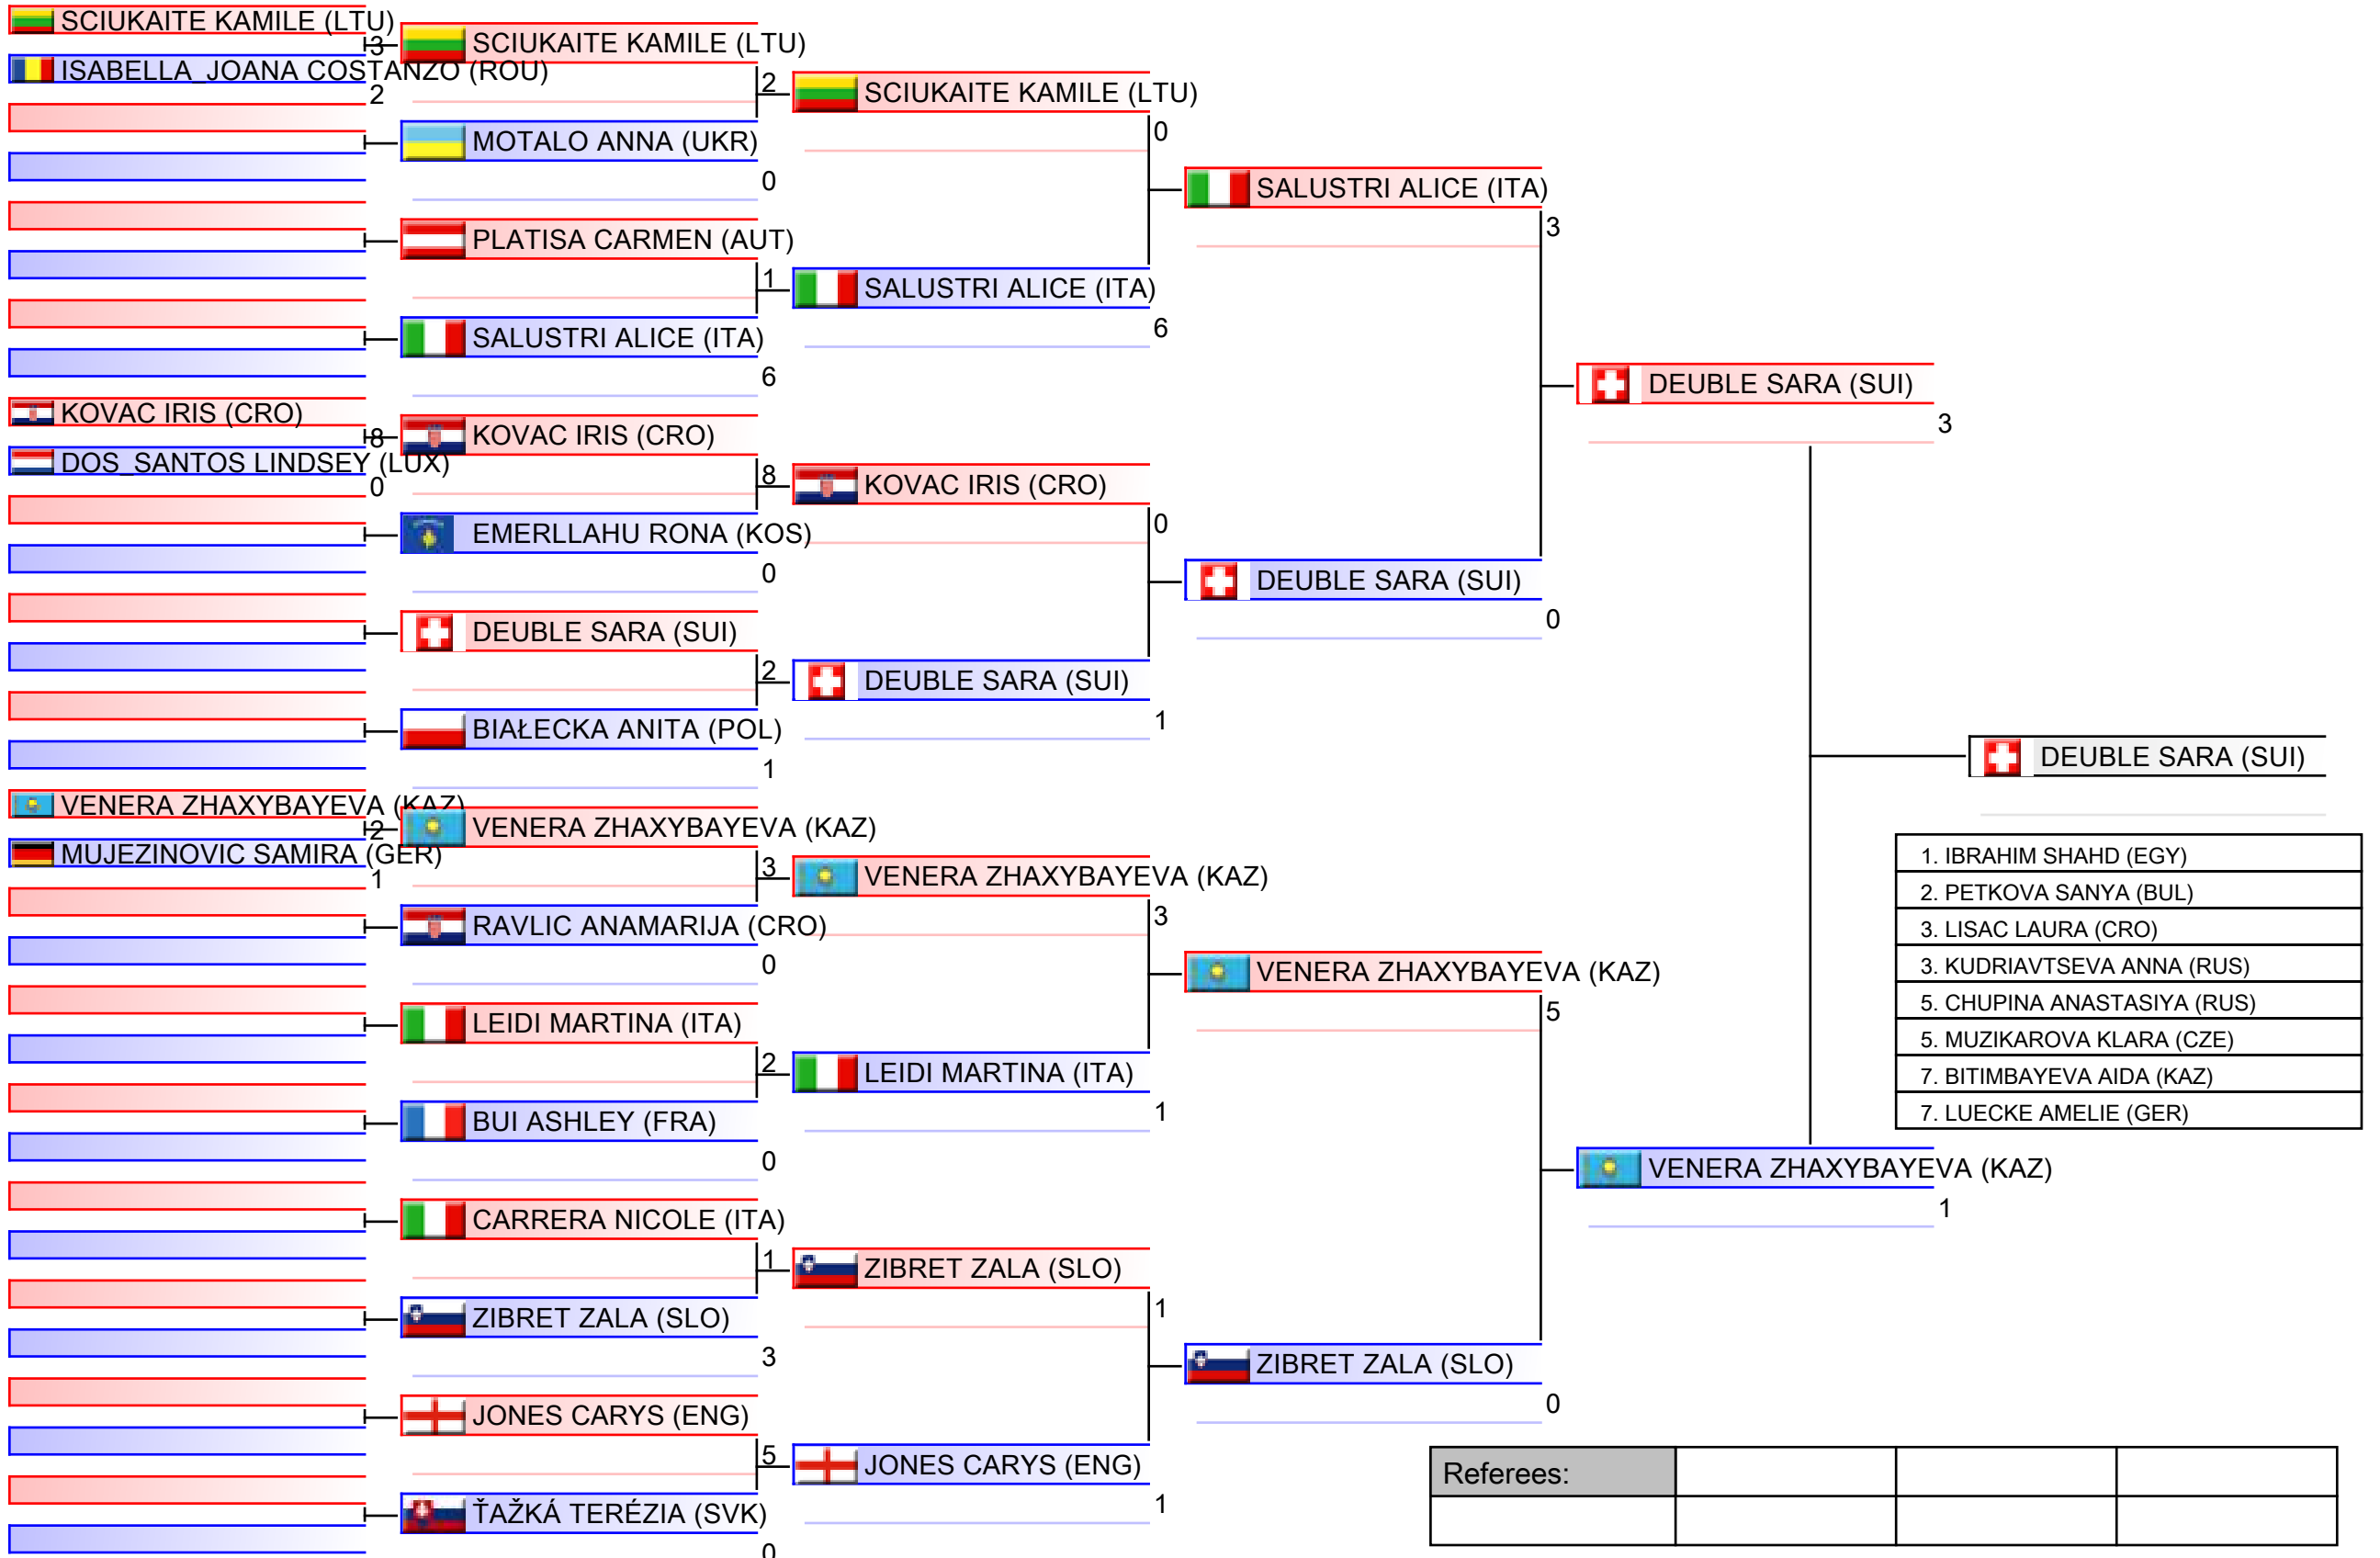 SCIUKAITE KAMILE (LTU)
3
ISABELLA_JOANA COSTANZO (ROU)
2
KOVAC IRIS (CRO)
8
DOS_SANTOS LINDSEY (LUX)
0
VENERA ZHAXYBAYEVA (KAZ)
2
MUJEZINOVIC SAMIRA (GER)
1
SCIUKAITE KAMILE (LTU)
2
MOTALO ANNA (UKR)
0
PLATISA CARMEN (AUT)
1
SALUSTRI ALICE (ITA)
6
KOVAC IRIS (CRO)
8
EMERLLAHU RONA (KOS)
0
DEUBLE SARA (SUI)
2
BIAŁECKA ANITA (POL)
1
VENERA ZHAXYBAYEVA (KAZ)
3
RAVLIC ANAMARIJA (CRO)
0
LEIDI MARTINA (ITA)
2
BUI ASHLEY (FRA)
0
CARRERA NICOLE (ITA)
1
ZIBRET ZALA (SLO)
3
JONES CARYS (ENG)
5
ŤAŽKÁ TERÉZIA (SVK)
0
SCIUKAITE KAMILE (LTU)
0
SALUSTRI ALICE (ITA)
6
KOVAC IRIS (CRO)
0
DEUBLE SARA (SUI)
1
VENERA ZHAXYBAYEVA (KAZ)
3
LEIDI MARTINA (ITA)
1
ZIBRET ZALA (SLO)
1
JONES CARYS (ENG)
1
SALUSTRI ALICE (ITA)
3
DEUBLE SARA (SUI)
0
VENERA ZHAXYBAYEVA (KAZ)
5
ZIBRET ZALA (SLO)
0
DEUBLE SARA (SUI)
3
VENERA ZHAXYBAYEVA (KAZ)
1
DEUBLE SARA (SUI)
1. IBRAHIM SHAHD (EGY)
2. PETKOVA SANYA (BUL)
3. LISAC LAURA (CRO)
3. KUDRIAVTSEVA ANNA (RUS)
5. CHUPINA ANASTASIYA (RUS)
5. MUZIKAROVA KLARA (CZE)
7. BITIMBAYEVA AIDA (KAZ)
7. LUECKE AMELIE (GER)
Referees: